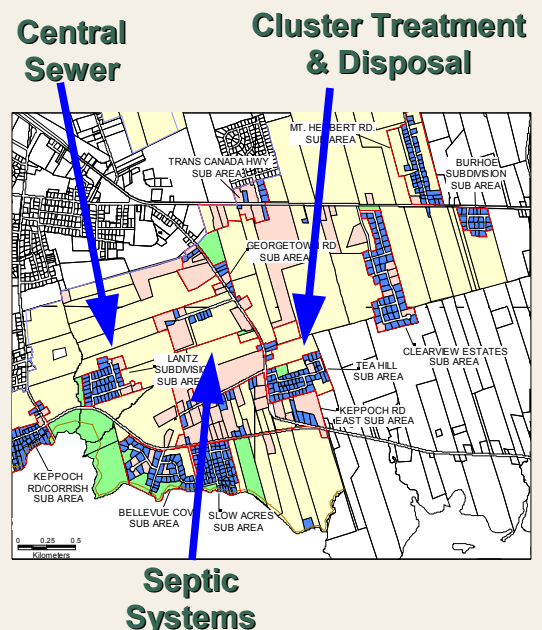 Central
Sewer
Cluster Treatment
& Disposal
MT. HERBERT RD.
SUB AREA
TRANS CANADA HWY
SUB AREA
BURHOE
SUBDIVISION
SUB AREA
GEORGETOWN RD
SUB AREA
LANTZ
SUBDIVISION
SUB AREA
CLEARVIEW ESTATES
SUB AREA
TEA HILL
SUB AREA
KEPPOCH RD
EAST SUB AREA
KEPPOCH
RD/CORRISH
SUB AREA
BELLEVUE COVE
SUB AREA
SLOW ACRES
SUB AREA
0 0.25 0.5
Kilometers
Septic
Systems